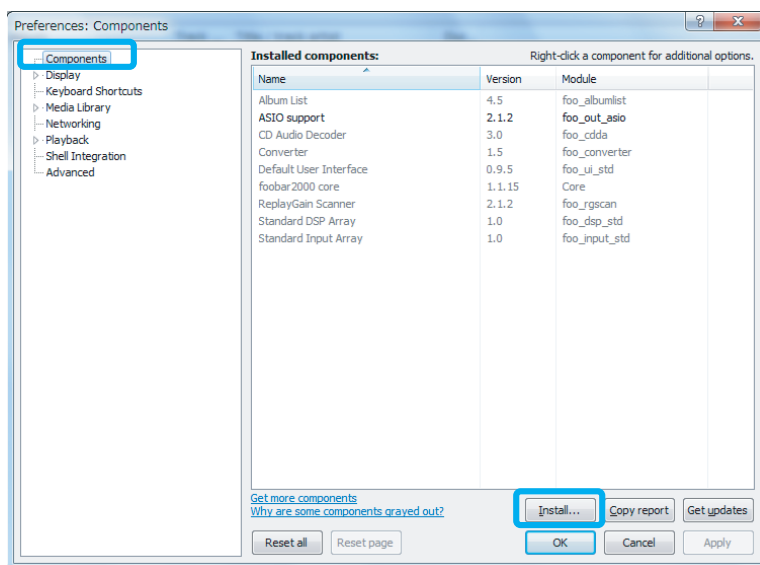 Preferences: Components
Components
Display
Keyboard Shortcuts
Media Library
Networking
Playback
Shell Integration
Advanced
Installed components: Right-click a component for additional options.
Name Version Module
Album List 4.5 foo_albumlist
ASIO support 2.1.2 foo_out_asio
CD Audio Decoder 3.0 foo_cdda
Converter 1.5 foo_converter
Default User Interface 0.9.5 foo_ui_std
foobar2000 core 1.1.15 Core
ReplayGain Scanner 2.1.2 foo_rgscan
Standard DSP Array 1.0 foo_dsp_std
Standard Input Array 1.0 foo_input_std
Get more components
Why are some components grayed out?
Install... Copy report Get updates
Reset all Reset page OK Cancel Apply